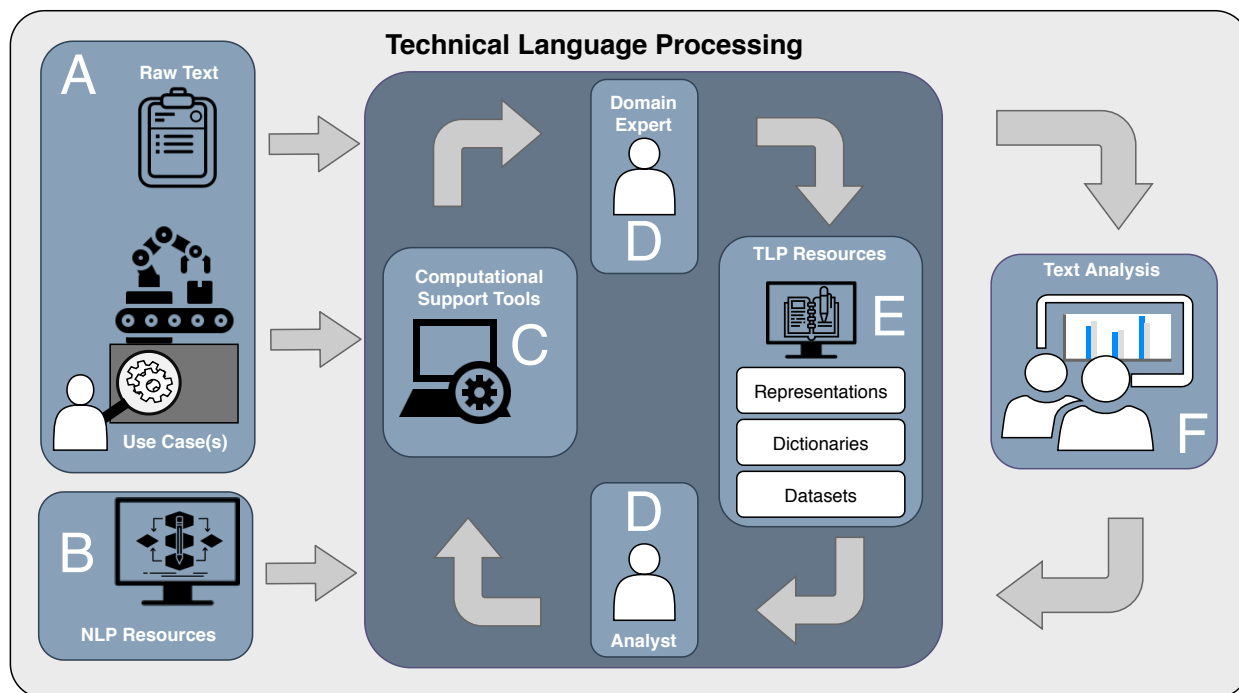 Technical Language Processing
A
Raw Text
Use Case(s)
B
NLP Resources
Computational
Support Tools
C
Domain
Expert
D
TLP Resources
E
Representations
Dictionaries
Datasets
D
Analyst
Text Analysis
F